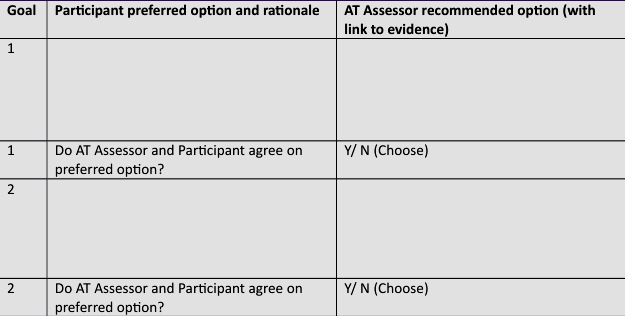 Goal Participant preferred option and rationale AT Assessor recommended option (with
link to evidence)
1
1 Do AT Assessor and Participant agree on Y/ N (Choose)
preferred option?
2
2 Do AT Assessor and Participant agree on Y/ N (Choose)
preferred option?